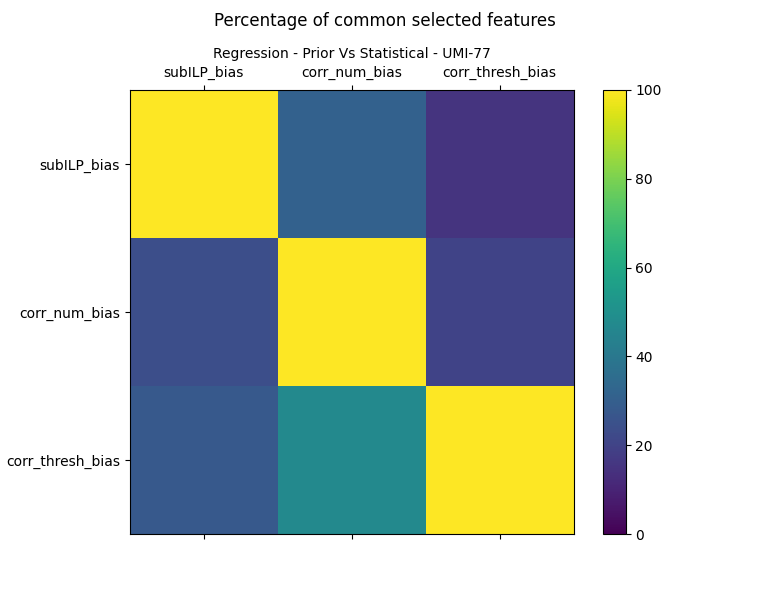 Percentage of common selected features
Regression - Prior Vs Statistical - UMI-77
subILP_bias corr_num_bias corr_thresh_bias
subILP_bias
corr_num_bias
corr_thresh_bias
100
80
60
40
20
0